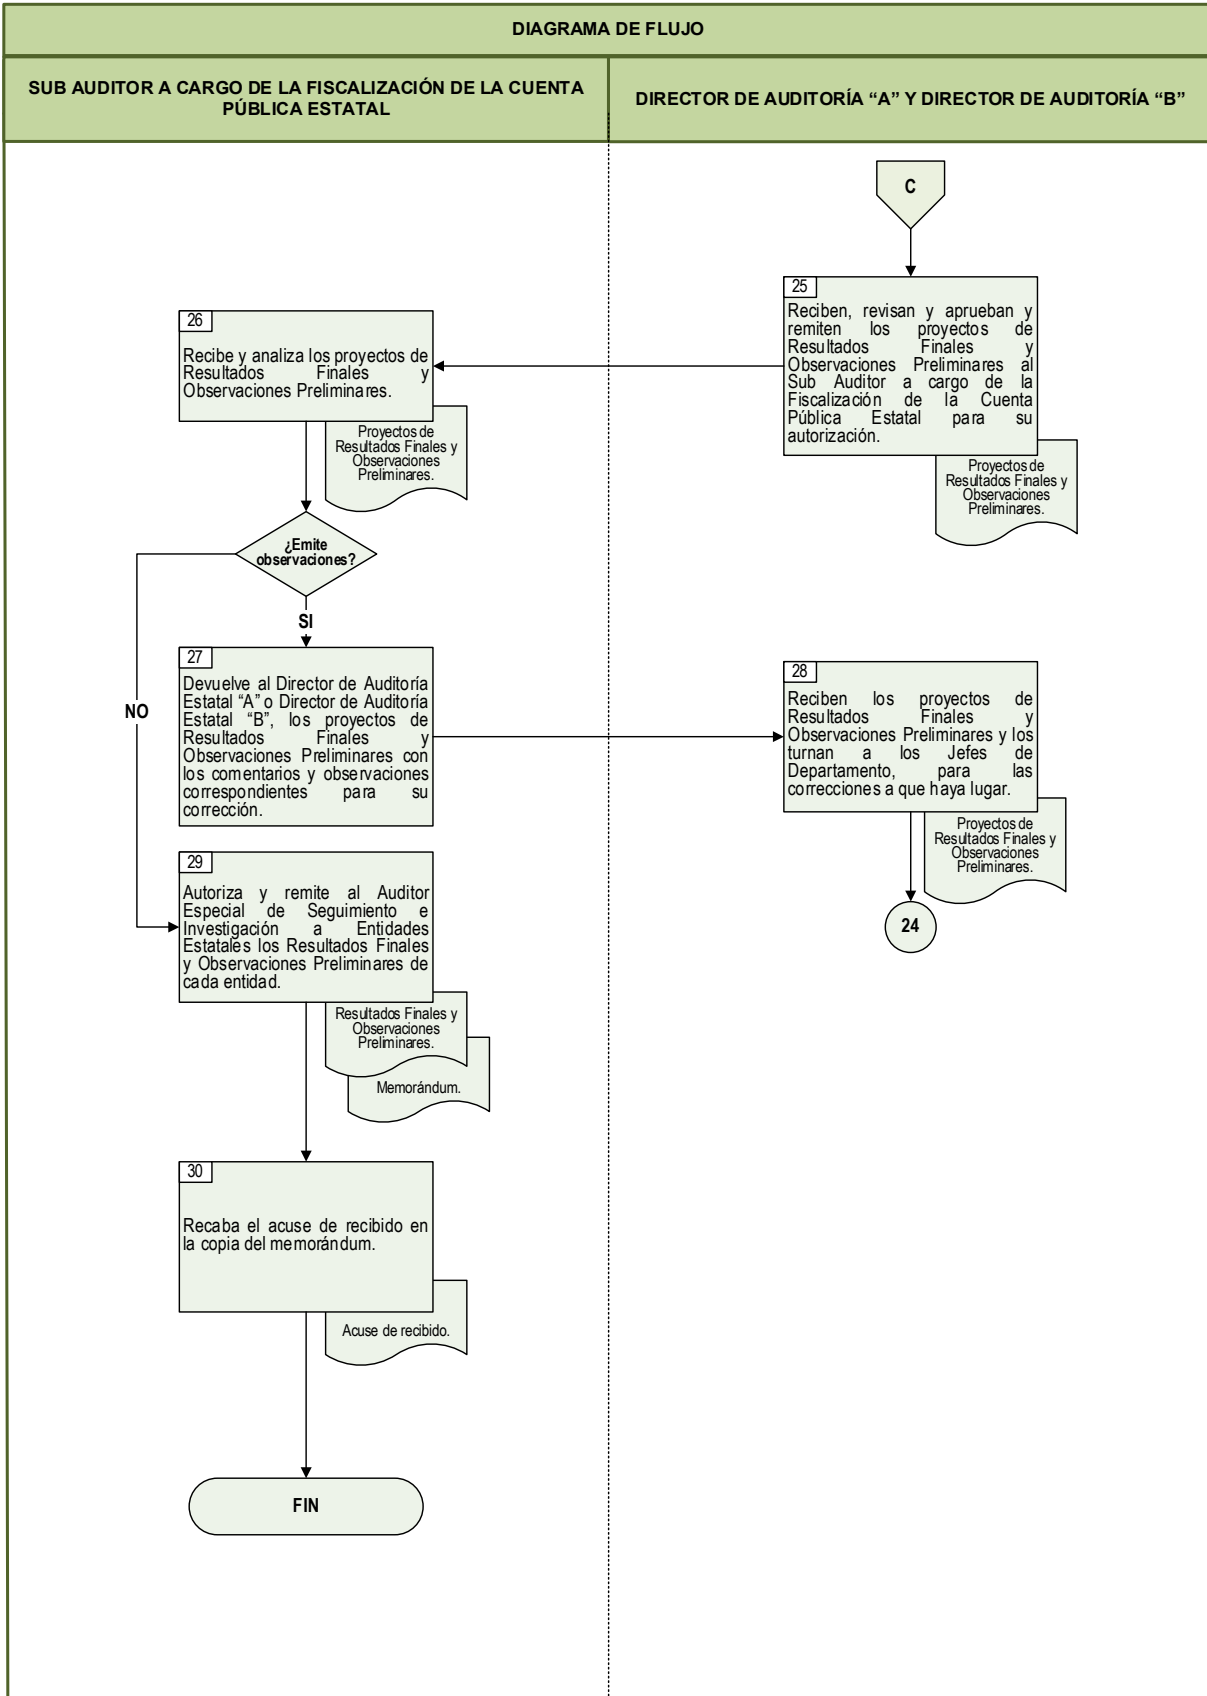 DIAGRAMA DE FLUJO
SUB AUDITOR A CARGO DE LA FISCALIZACIÓN DE LA CUENTA
PÚBLICA ESTATAL
DIRECTOR DE AUDITORÍA “A” Y DIRECTOR DE AUDITORÍA “B”
C
25
Reciben, revisan y aprueban y
remiten los proyectos de
Resultados Finales y
Observaciones Preliminares al
Sub Auditor a cargo de la
Fiscalización de la Cuenta
Pública Estatal para su
autorización.
Proyectos de
Resultados Finales y
Observaciones
Preliminares.
26
Recibe y analiza los proyectos de
Resultados Finales y
Observaciones Preliminares.
Proyectos de
Resultados Finales y
Observaciones
Preliminares.
¿Emite
observaciones?
SI
NO
27
Devuelve al Director de Auditoría
Estatal “A” o Director de Auditoría
Estatal “B”, los proyectos de
Resultados Finales y
Observaciones Preliminares con
los comentarios y observaciones
correspondientes para su
corrección.
28
Reciben los proyectos de
Resultados Finales y
Observaciones Preliminares y los
turnan a los Jefes de
Departamento, para las
correcciones a que haya lugar.
Proyectos de
Resultados Finales y
Observaciones
Preliminares.
24
29
Autoriza y remite al Auditor
Especial de Seguimiento e
Investigación a Entidades
Estatales los Resultados Finales
y Observaciones Preliminares de
cada entidad.
Resultados Finales y
Observaciones
Preliminares.
Memorándum.
30
Recaba el acuse de recibido en
la copia del memorándum.
Acuse de recibido.
FIN